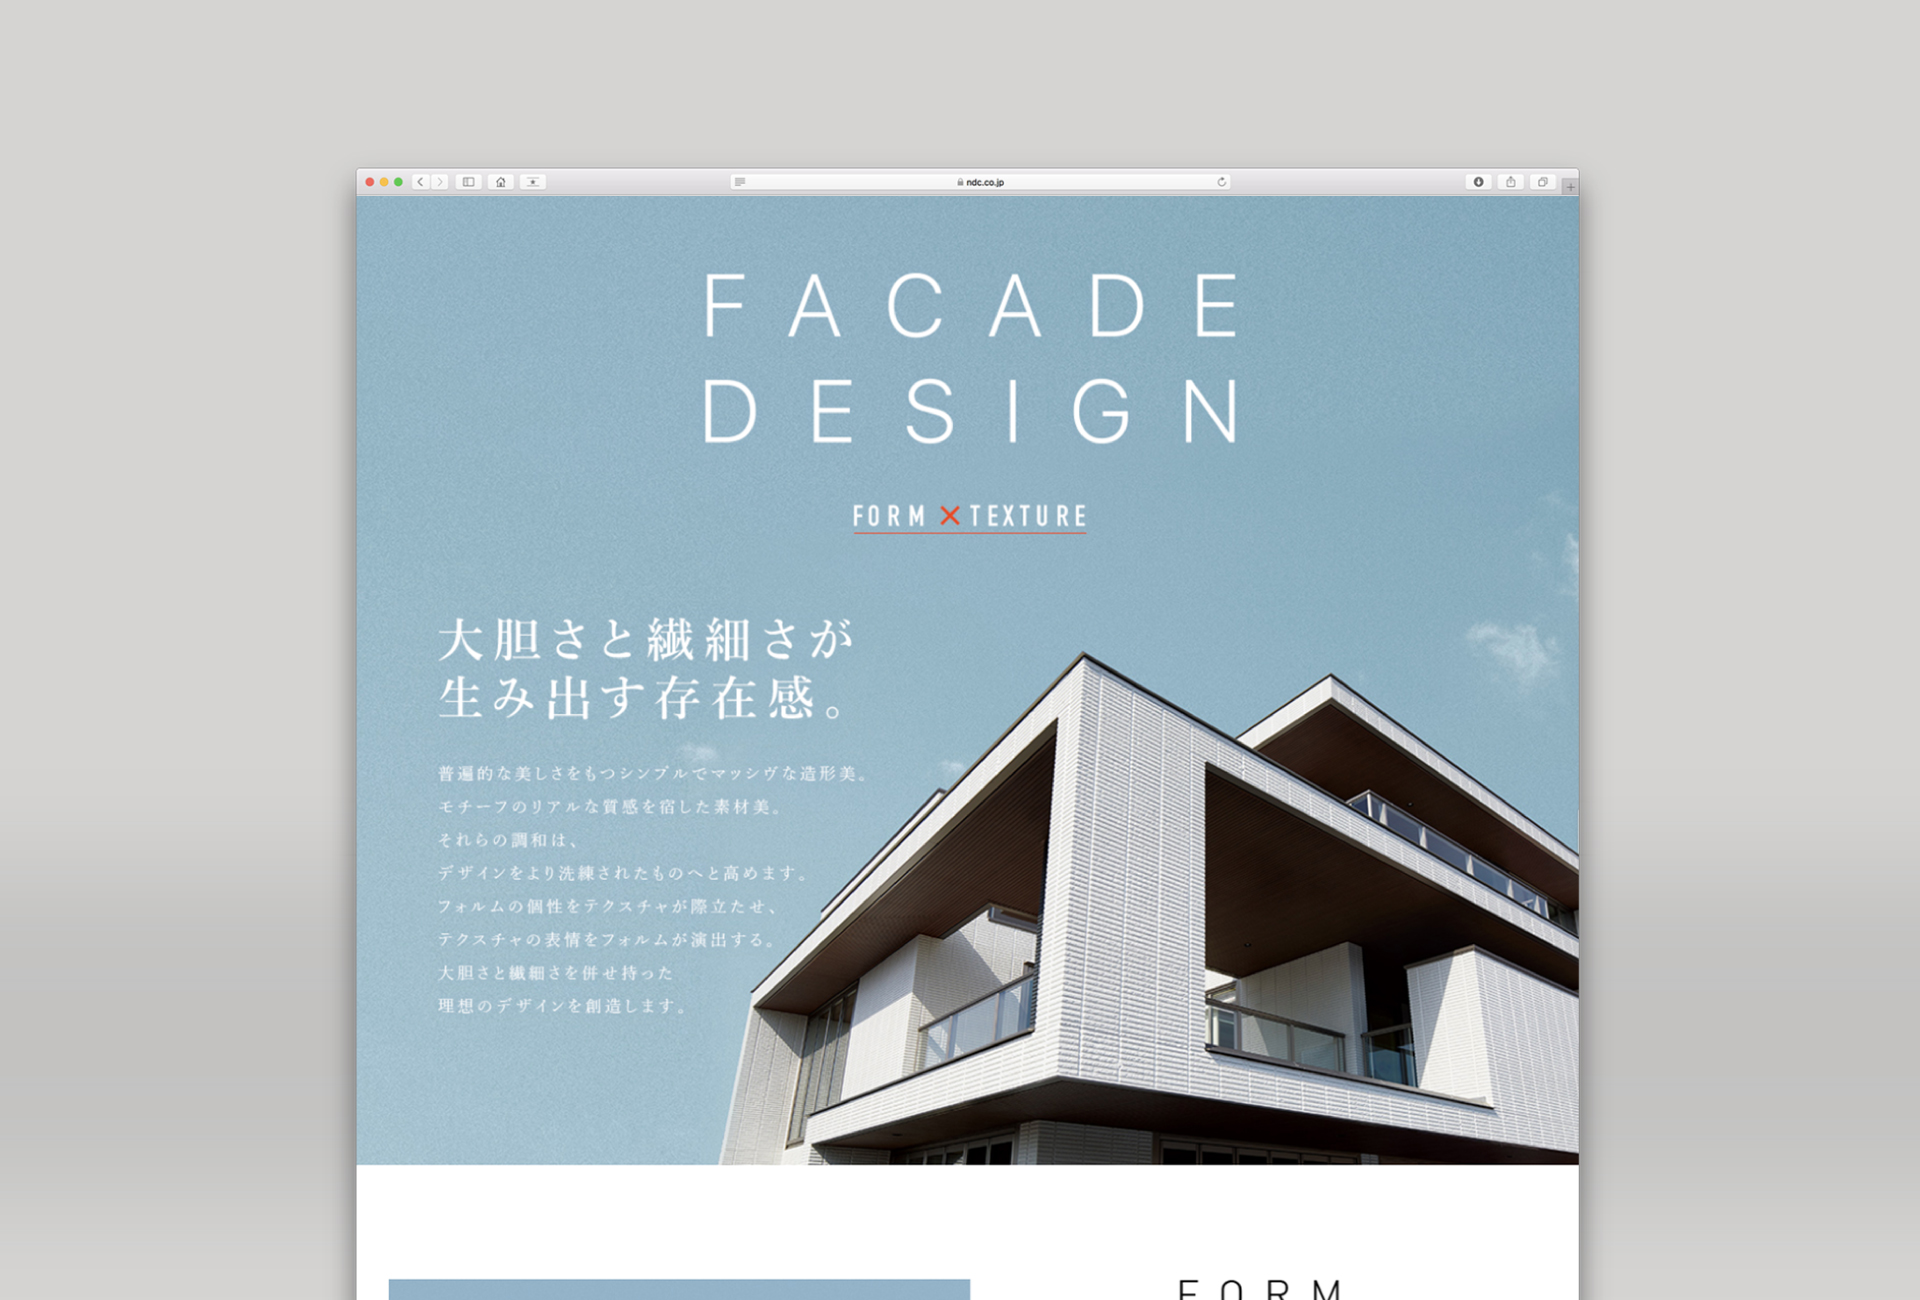 ndc.co.jp
FACADE
DESIGN
FORM × TEXTURE
大胆さと繊細さが
生み出す存在感。
普遍的な美しさをもつシンプルでマッシヴな造形美。
モチーフのリアルな質感を宿した素材美。
それらの調和は、
デザインをより洗練されたものへと高めます。
フォルムの個性をテクスチャが際立たせ、
テクスチャの表情をフォルムが演出する。
大胆さと繊細さを併せ持った
理想のデザインを創造します。
FORM